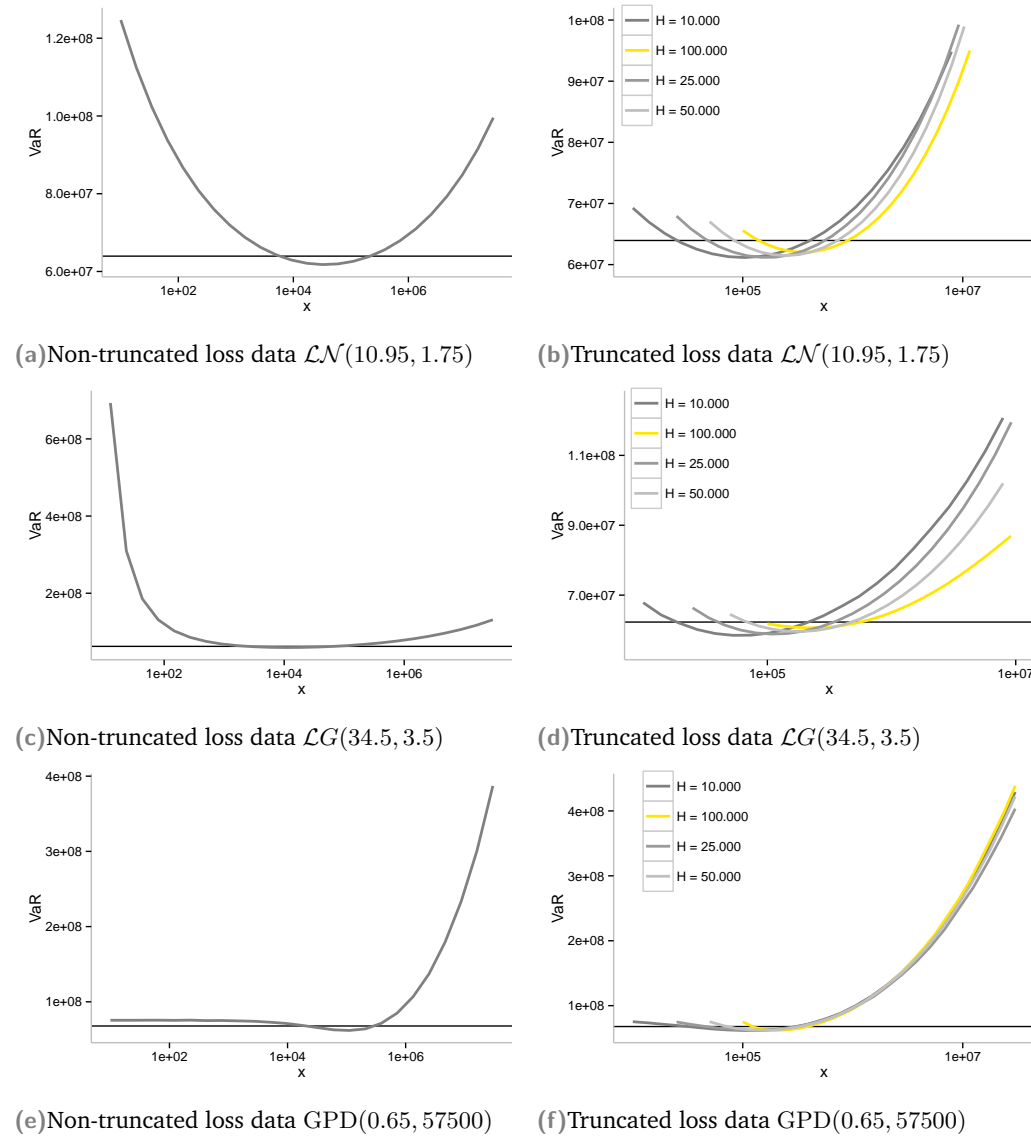 1.2e+08
1.0e+08
8.0e+07
6.0e+07
VaR
1e+02
1e+04
1e+06
x
H = 10.000
H = 100.000
H = 25.000
H = 50.000
1e+08
9e+07
8e+07
7e+07
6e+07
VaR
1e+05
1e+07
x
(a)Non-truncated loss data LN(10.95, 1.75)
(b)Truncated loss data LN(10.95, 1.75)
6e+08
4e+08
2e+08
VaR
1e+02
1e+04
1e+06
x
H = 10.000
H = 100.000
H = 25.000
H = 50.000
1.1e+08
9.0e+07
7.0e+07
VaR
1e+05
1e+07
x
(c)Non-truncated loss data LG(34.5, 3.5)
(d)Truncated loss data LG(34.5, 3.5)
4e+08
3e+08
2e+08
1e+08
VaR
1e+02
1e+04
1e+06
x
H = 10.000
H = 100.000
H = 25.000
H = 50.000
4e+08
3e+08
2e+08
1e+08
VaR
1e+05
1e+07
x
(e)Non-truncated loss data GPD(0.65, 57500)
(f)Truncated loss data GPD(0.65, 57500)